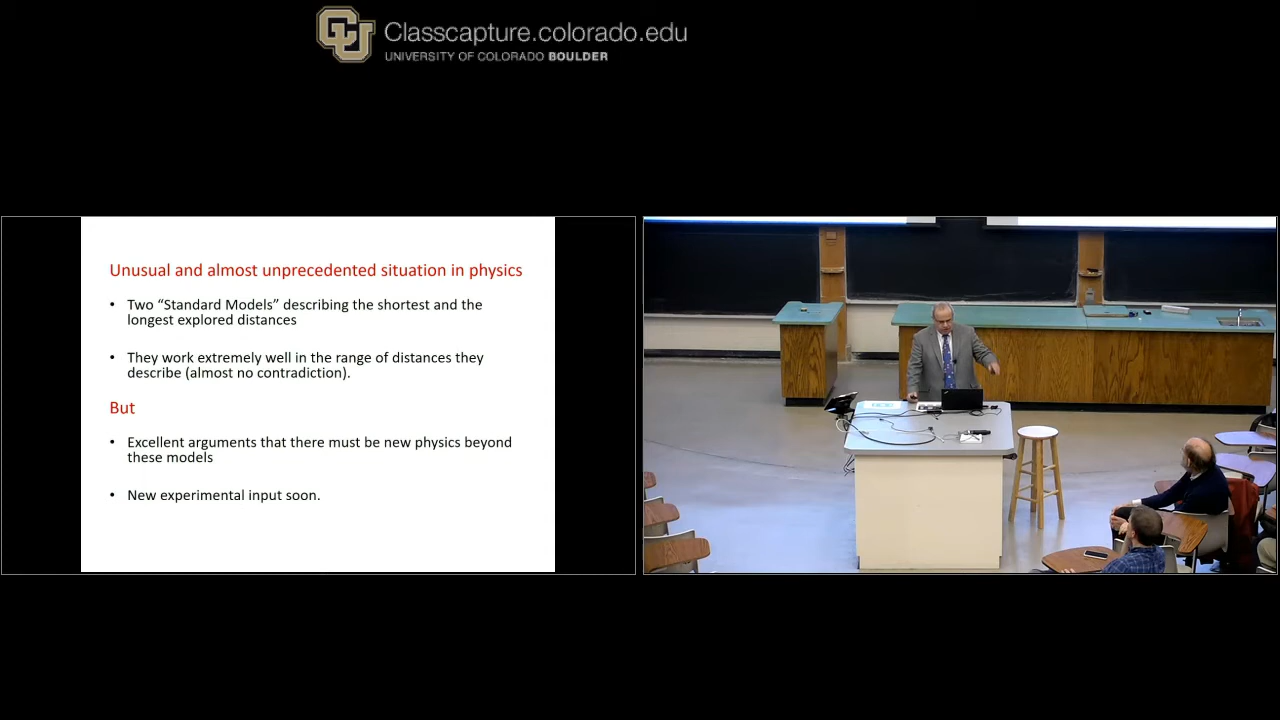 Classcapture.colorado.edu
UNIVERSITY OF COLORADO BOULDER
Unusual and almost unprecedented situation in physics
• Two “Standard Models” describing the shortest and the
longest explored distances
• They work extremely well in the range of distances they
describe (almost no contradiction).
But
• Excellent arguments that there must be new physics beyond
these models
• New experimental input soon.